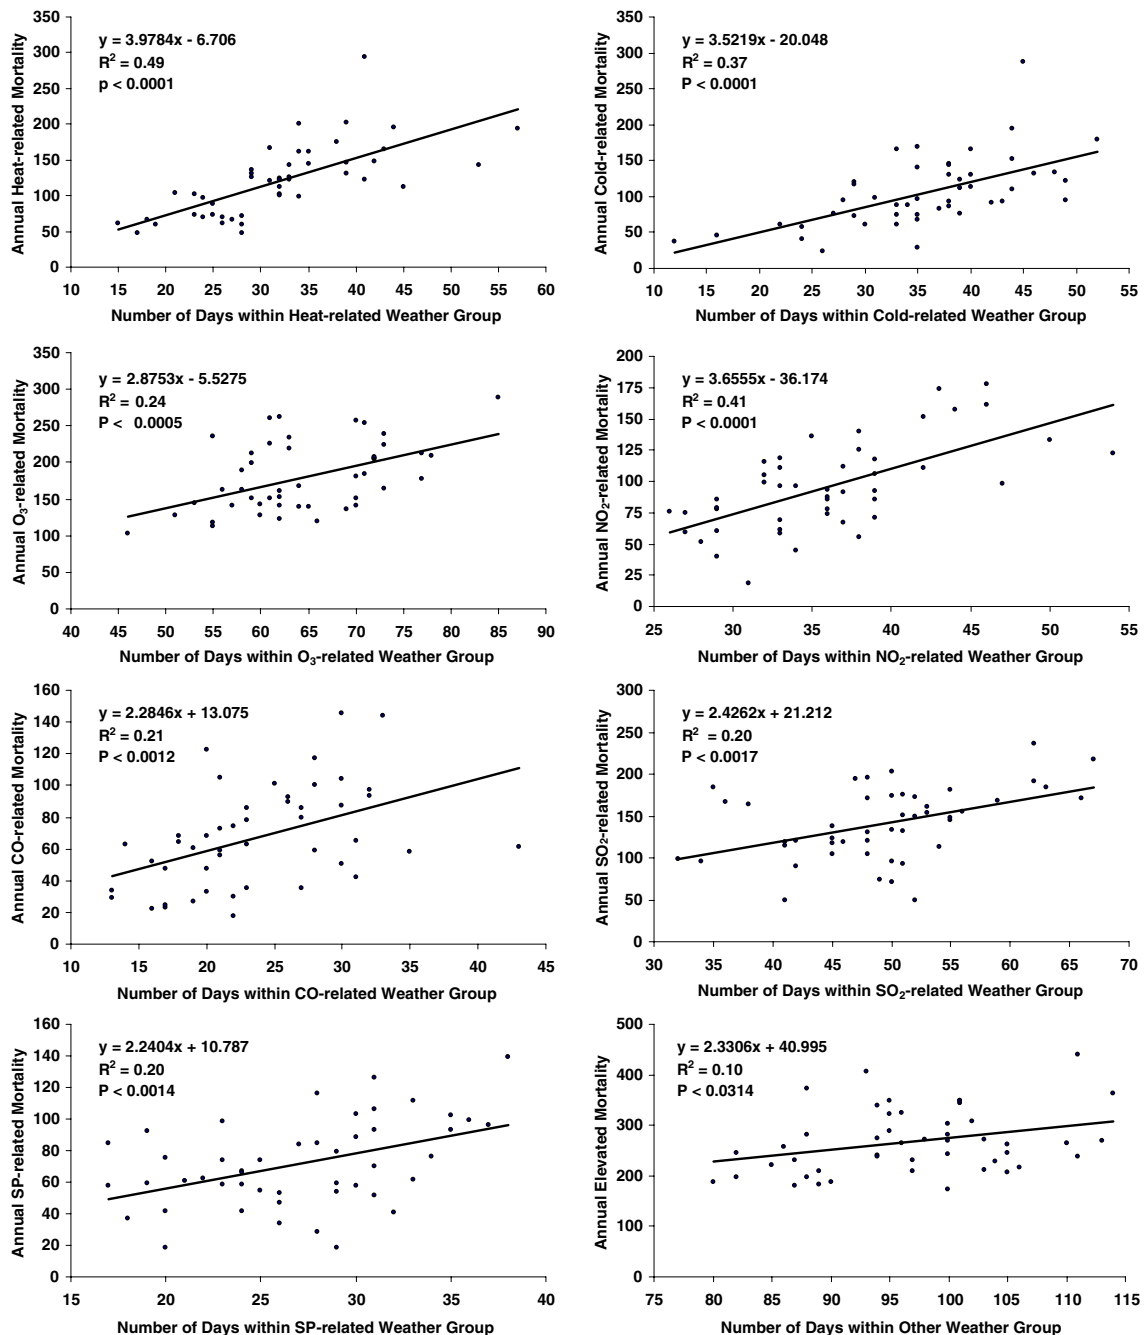 y = 3.9784x - 6.706
R² = 0.49
p < 0.0001
Annual Heat-related Mortality
350
300
250
200
150
100
50
0
10 15 20 25 30 35 40 45 50 55 60
Number of Days within Heat-related Weather Group
y = 3.5219x - 20.048
R² = 0.37
P < 0.0001
Annual Cold-related Mortality
350
300
250
200
150
100
50
0
10 15 20 25 30 35 40 45 50 55
Number of Days within Cold-related Weather Group
y = 2.8753x - 5.5275
R² = 0.24
P < 0.0005
Annual O₃-related Mortality
350
300
250
200
150
100
50
0
40 45 50 55 60 65 70 75 80 85 90
Number of Days within O₃-related Weather Group
y = 3.6555x - 36.174
R² = 0.41
P < 0.0001
Annual NO₂-related Mortality
200
175
150
125
100
75
50
25
0
25 30 35 40 45 50 55
Number of Days within NO₂-related Weather Group
y = 2.2846x + 13.075
R² = 0.21
P < 0.0012
Annual CO-related Mortality
160
140
120
100
80
60
40
20
0
10 15 20 25 30 35 40 45
Number of Days within CO-related Weather Group
y = 2.4262x + 21.212
R² = 0.20
P < 0.0017
Annual SO₂-related Mortality
300
250
200
150
100
50
0
30 35 40 45 50 55 60 65 70
Number of Days within SO₂-related Weather Group
y = 2.2404x + 10.787
R² = 0.20
P < 0.0014
Annual SP-related Mortality
160
140
120
100
80
60
40
20
0
15 20 25 30 35 40
Number of Days within SP-related Weather Group
y = 2.3306x + 40.995
R² = 0.10
P < 0.0314
Annual Elevated Mortality
500
400
300
200
100
0
75 80 85 90 95 100 105 110 115
Number of Days within Other Weather Group